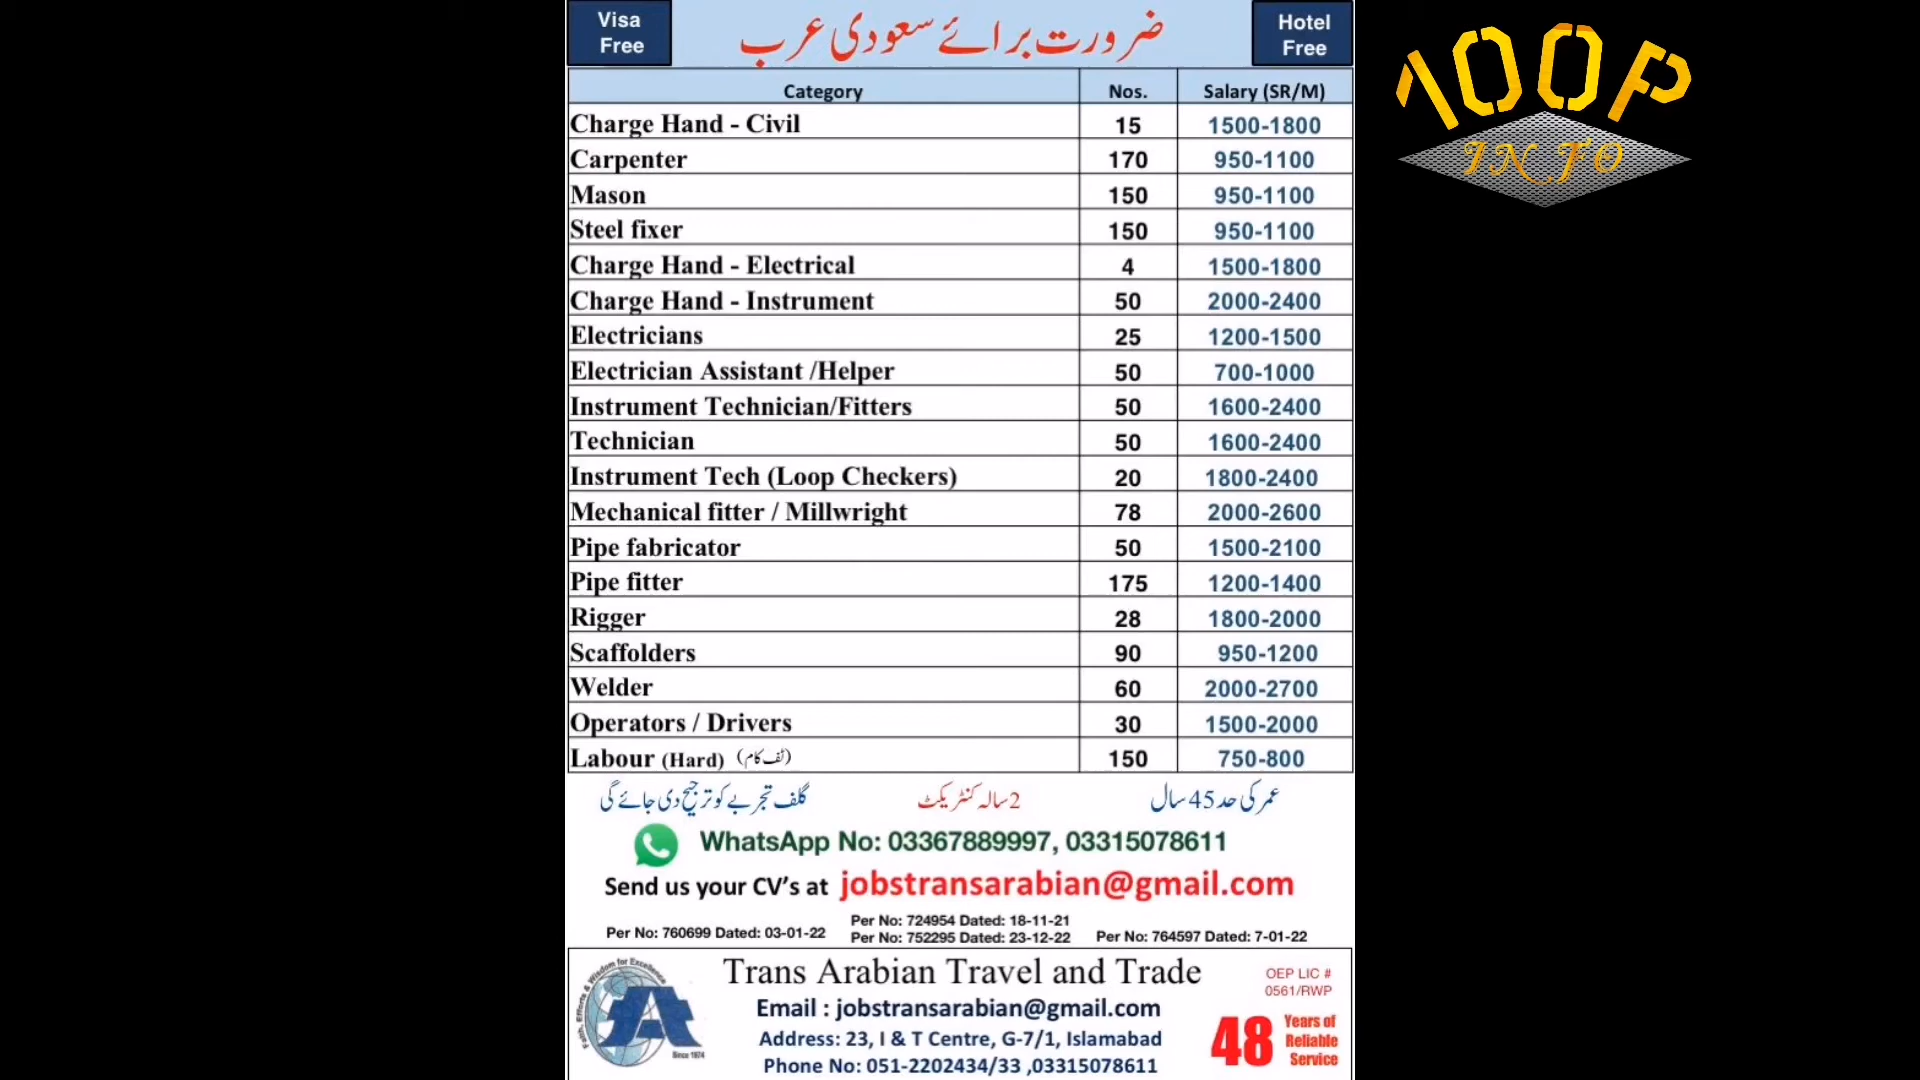 Visa Free
ضرورت برائے سعودی عرب
Hotel Free
100P
INFO
Category Nos. Salary (SR/M)
Charge Hand - Civil 15 1500-1800
Carpenter 170 950-1100
Mason 150 950-1100
Steel fixer 150 950-1100
Charge Hand - Electrical 4 1500-1800
Charge Hand - Instrument 50 2000-2400
Electricians 25 1200-1500
Electrician Assistant /Helper 50 700-1000
Instrument Technician/Fitters 50 1600-2400
Technician 50 1600-2400
Instrument Tech (Loop Checkers) 20 1800-2400
Mechanical fitter / Millwright 78 2000-2600
Pipe fabricator 50 1500-2100
Pipe fitter 175 1200-1400
Rigger 28 1800-2000
Scaffolders 90 950-1200
Welder 60 2000-2700
Operators / Drivers 30 1500-2000
Labour (Hard) (ٹف کام) 150 750-800
عمر کی حد 45 سال 2 سالہ کنٹریکٹ گلف تجربے کو ترجیح دی جائے گی
WhatsApp No: 03367889997, 03315078611
Send us your CV's at jobstransarabian@gmail.com
Per No: 760699 Dated: 03-01-22
Per No: 724954 Dated: 18-11-21
Per No: 752295 Dated: 23-12-22
Per No: 764597 Dated: 7-01-22
Faith, Efforts & Wisdom for Excellence
Since 1974
Trans Arabian Travel and Trade
Email : jobstransarabian@gmail.com
Address: 23, I & T Centre, G-7/1, Islamabad
Phone No: 051-2202434/33 ,03315078611
OEP LIC #
0561/RWP
48 Years of Reliable Service